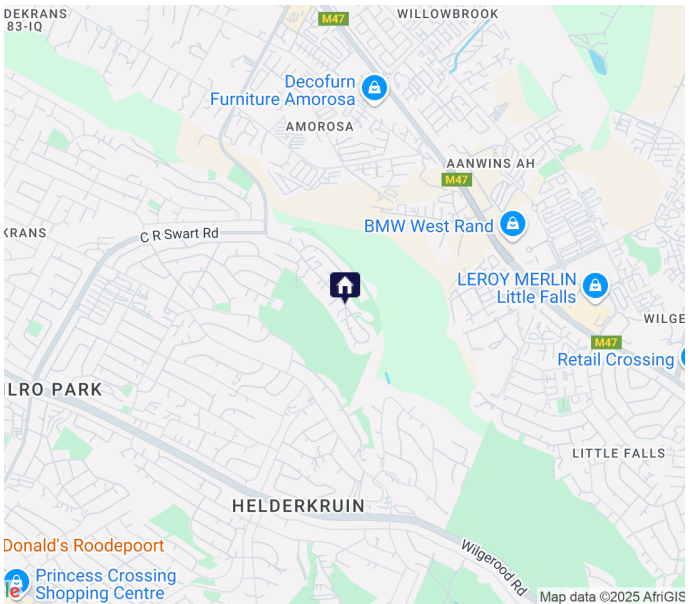 DEKRANS
83-IQ
M47
WILLOWBROOK
Decofurn
Furniture Amorosa
AMOROSA
AANWINS AH
M47
BMW West Rand
KRANS
C R Swart Rd
LEROY MERLIN
Little Falls
WILGE
M47
Retail Crossing
ILRO PARK
LITTLE FALLS
HELDERKRUIN
Donald's Roodepoort
Wilgerood Rd
Princess Crossing
Shopping Centre
le
Map data ©2025 AfriGIS